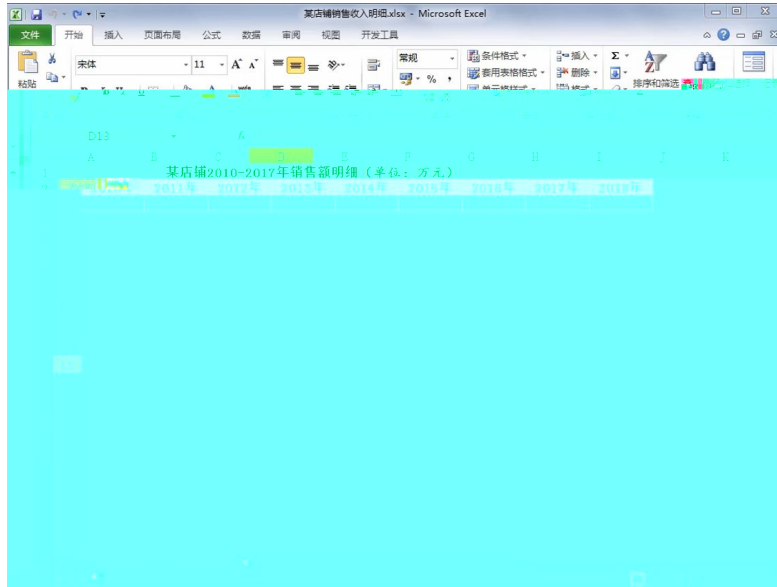 某店铺销售收入明细.xlsx - Microsoft Excel
文件 开始 插入 页面布局 公式 数据 审阅 视图 开发工具
宋体 11 A A 常规 条件格式 插入 Σ
粘贴 % , 套用表格格式 删除 排序和筛选
D13
A B C D E F G H I J K
某店铺2010-2017年销售额明细（单位：万元）
2011年 2012年 2013年 2014年 2015年 2016年 2017年 2018年